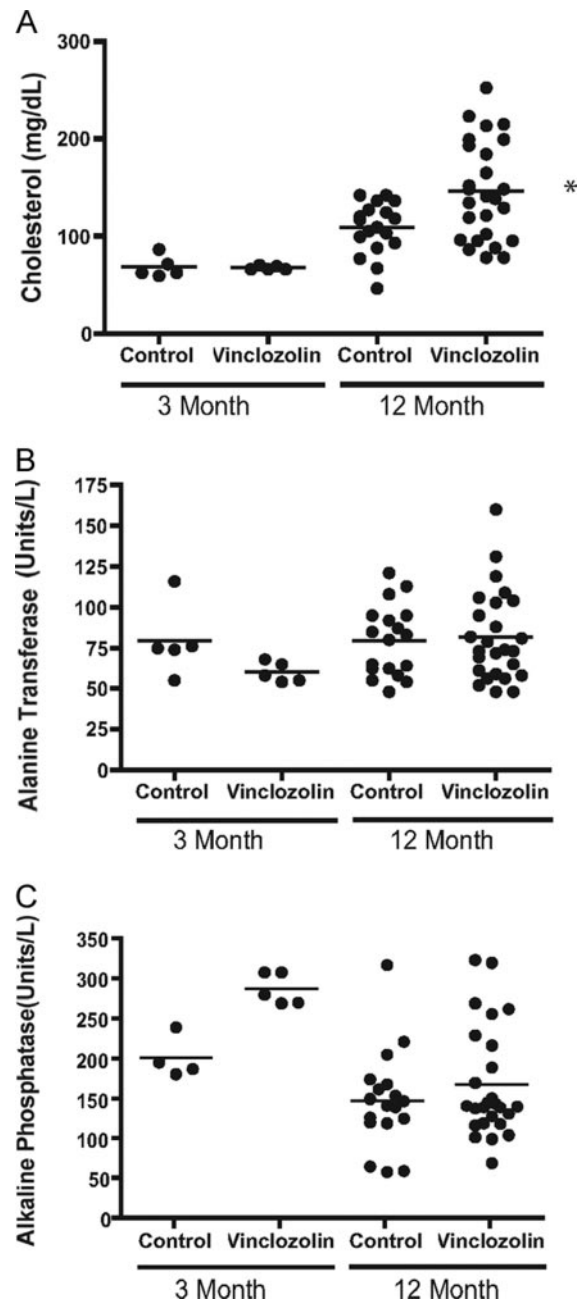 A
Cholesterol (mg/dL)
300
200
100
0
*
Control Vinclozolin Control Vinclozolin
3 Month 12 Month
B
Alanine Transferase (Units/L)
175
150
125
100
75
50
25
0
Control Vinclozolin Control Vinclozolin
3 Month 12 Month
C
Alkaline Phosphatase(Units/L)
350
300
250
200
150
100
50
0
Control Vinclozolin Control Vinclozolin
3 Month 12 Month